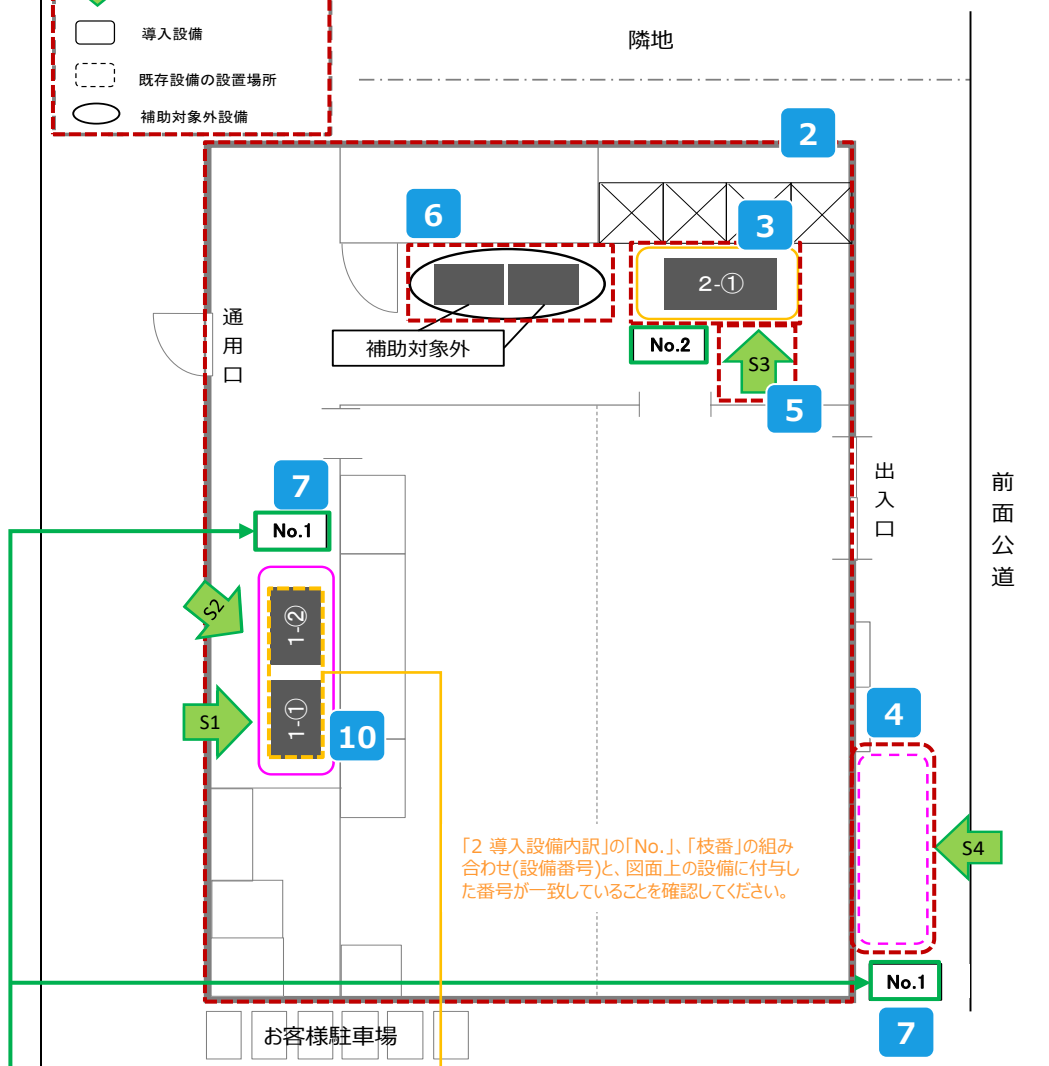 導入設備
既存設備の設置場所
補助対象外設備
隣地
2
6
3
2-①
通用口
補助対象外
No.2
S3
5
出入口
前面公道
7
No.1
S2
1-②
S1
1-①
10
4
「2 導入設備内訳」の「No.」、「枝番」の組み
合わせ(設備番号)と、図面上の設備に付与し
た番号が一致していることを確認してください。
S4
No.1
7
お客様駐車場